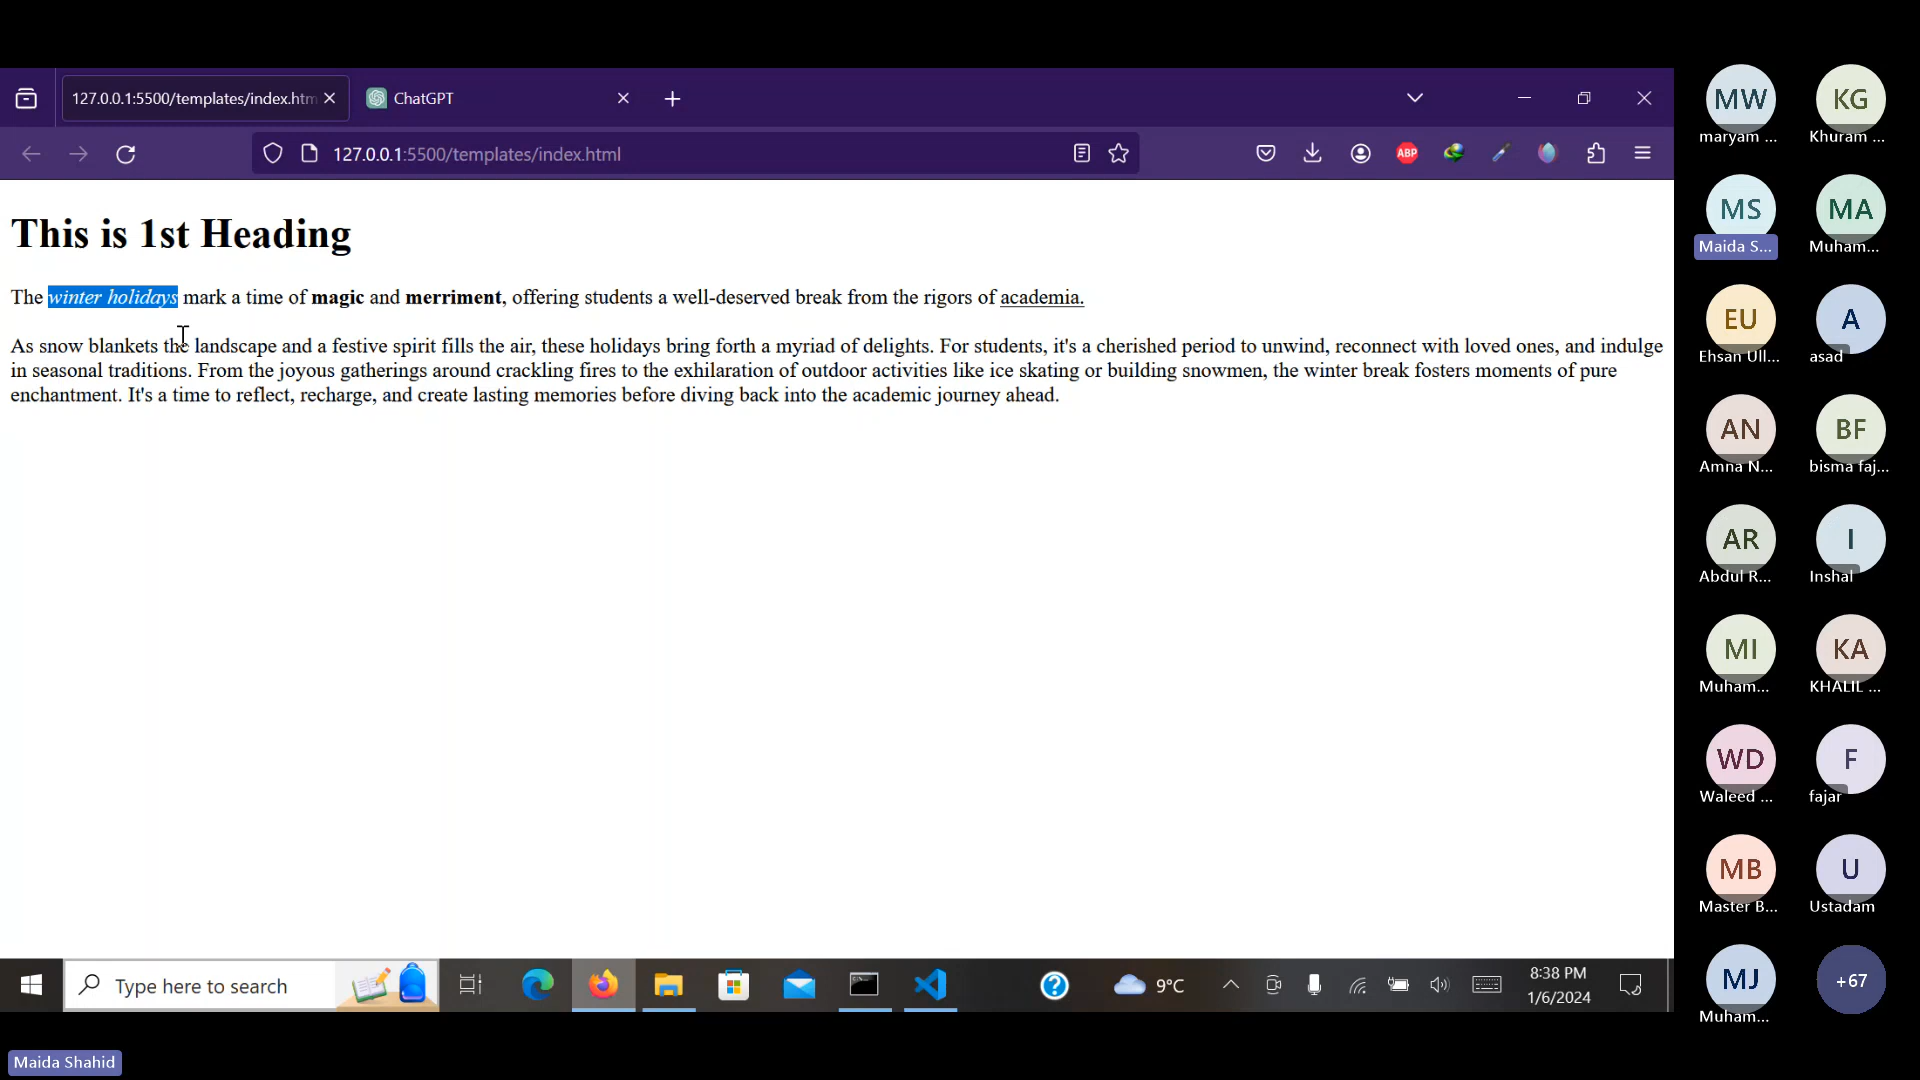 127.0.0.1:5500/templates/index.htm
ChatGPT
127.0.0.1:5500/templates/index.html
ABP
This is 1st Heading
The winter holidays mark a time of magic and merriment, offering students a well-deserved break from the rigors of academia.
As snow blankets the landscape and a festive spirit fills the air, these holidays bring forth a myriad of delights. For students, it's a cherished period to unwind, reconnect with loved ones, and indulge
in seasonal traditions. From the joyous gatherings around crackling fires to the exhilaration of outdoor activities like ice skating or building snowmen, the winter break fosters moments of pure
enchantment. It's a time to reflect, recharge, and create lasting memories before diving back into the academic journey ahead.
MW KG
maryam ... Khuram ...
MS MA
Maida S... Muham...
EU A
Ehsan Ull... asad
AN BF
Amna N... bisma faj...
AR I
Abdul R... Inshal
MI KA
Muham... KHALIL ...
WD F
Waleed ... fajar
MB U
Master B... Ustadam
MJ +67
Muham...
Type here to search
9°C
8:38 PM
1/6/2024
Maida Shahid